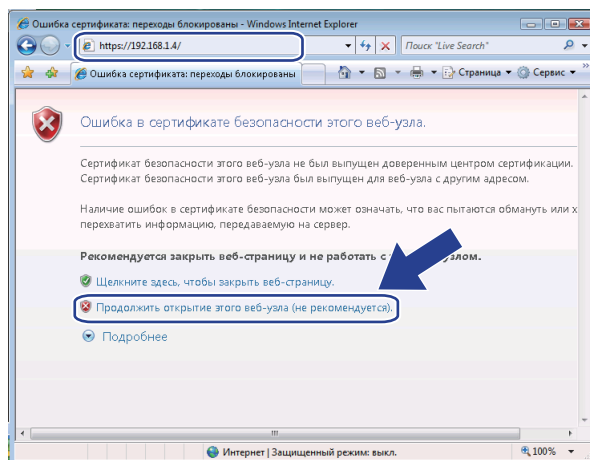 Ошибка сертификата: переходы блокированы - Windows Internet Explorer
https://192.168.1.4/
Поиск "Live Search"
Ошибка сертификата: переходы блокированы
Страница
Сервис
Ошибка в сертификате безопасности этого веб-узла.
Сертификат безопасности этого веб-узла не был выпущен доверенным центром сертификации.
Сертификат безопасности этого веб-узла был выпущен для веб-узла с другим адресом.
Наличие ошибок в сертификате безопасности может означать, что вас пытаются обмануть или х
перехватить информацию, передаваемую на сервер.
Рекомендуется закрыть веб-страницу и не работать с узлом.
Щелкните здесь, чтобы закрыть веб-страницу.
Продолжить открытие этого веб-узла (не рекомендуется).
Подробнее
Интернет | Защищенный режим: выкл.
100%